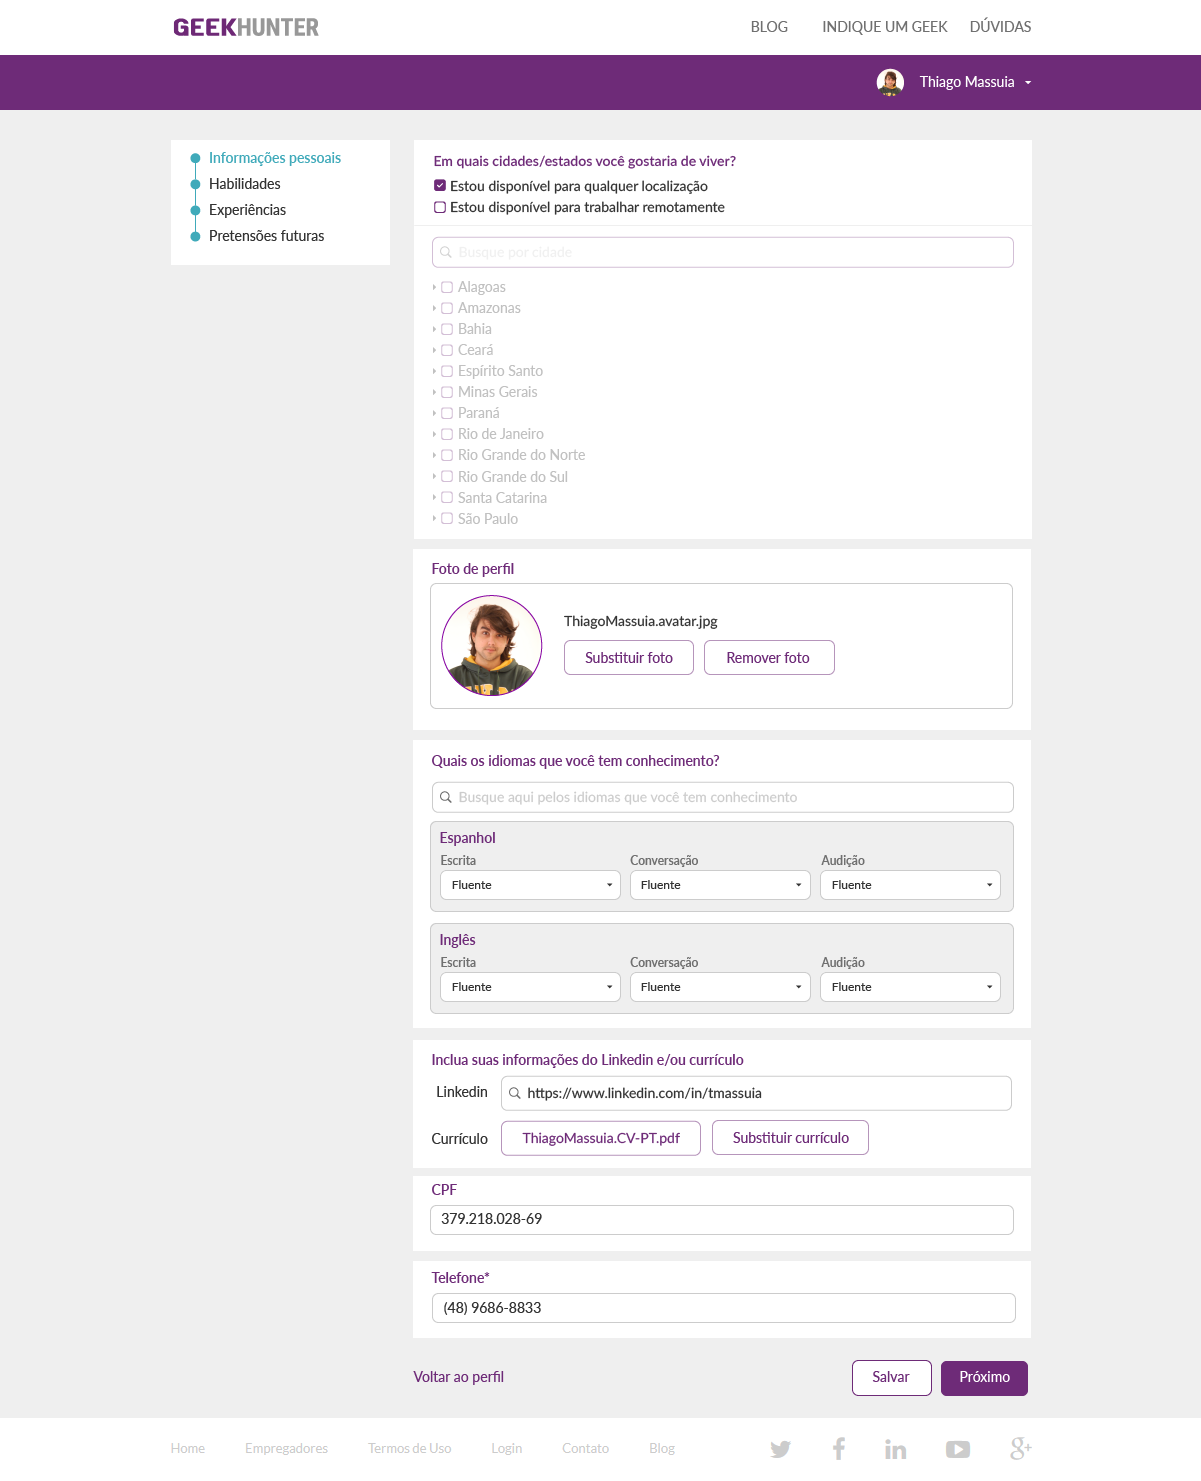 GEEKHUNTER
BLOG INDIQUE UM GEEK DÚVIDAS
Thiago Massuia
Informações pessoais
Habilidades
Experiências
Pretensões futuras
Em quais cidades/estados você gostaria de viver?
Estou disponível para qualquer localização
Estou disponível para trabalhar remotamente
Busque por cidade
Alagoas
Amazonas
Bahia
Ceará
Espírito Santo
Minas Gerais
Paraná
Rio de Janeiro
Rio Grande do Norte
Rio Grande do Sul
Santa Catarina
São Paulo
Foto de perfil
ThiagoMassuia.avatar.jpg
Substituir foto Remover foto
Quais os idiomas que você tem conhecimento?
Busque aqui pelos idiomas que você tem conhecimento
Espanhol
Escrita Conversação Audição
Fluente Fluente Fluente
Inglês
Escrita Conversação Audição
Fluente Fluente Fluente
Inclua suas informações do Linkedin e/ou currículo
Linkedin https://www.linkedin.com/in/tmassuia
Currículo ThiagoMassuia.CV-PT.pdf Substituir currículo
CPF
379.218.028-69
Telefone*
(48) 9686-8833
Voltar ao perfil Salvar Próximo
Home Empregadores Termos de Uso Login Contato Blog